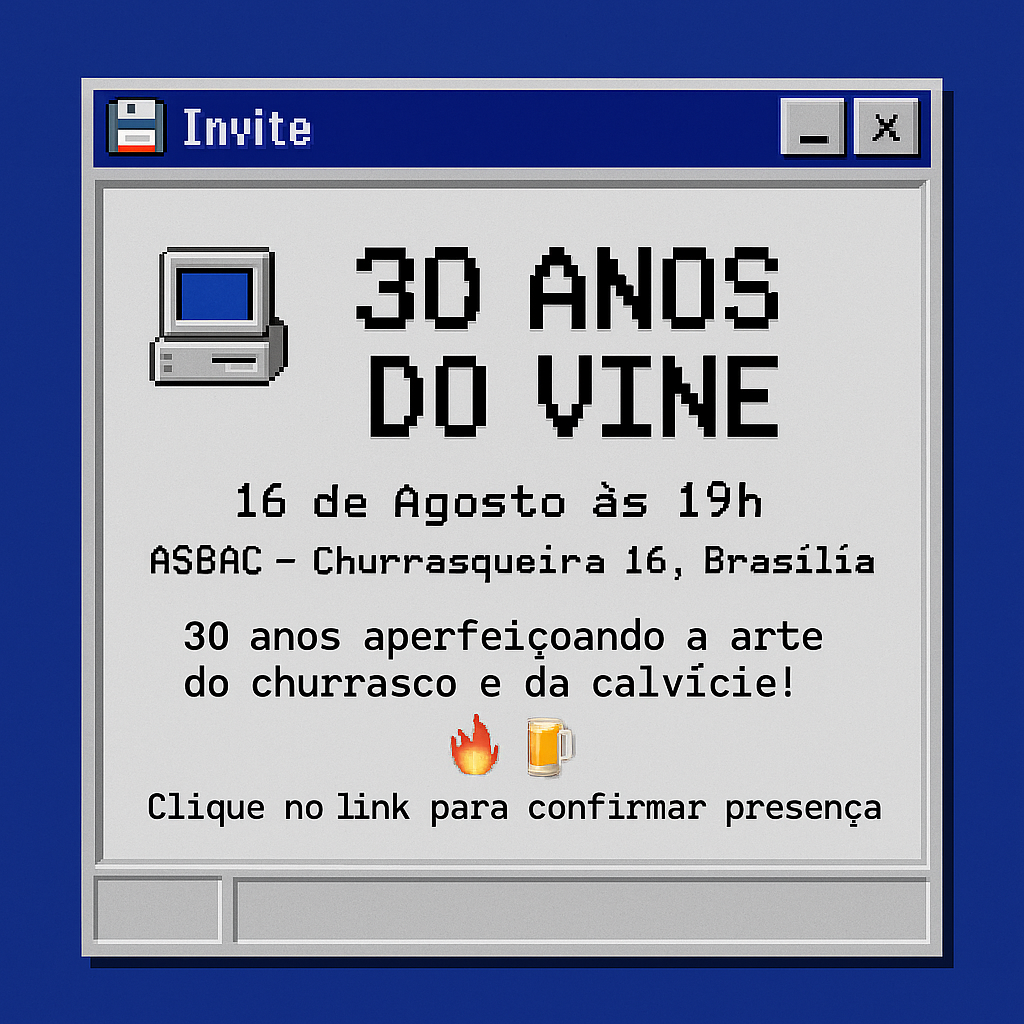 Invite
30 ANOS
DO VINE
16 de Agosto às 19h
ASBAC – Churrasqueira 16, Brasílía
30 anos aperfeiçoando a arte
do churrasco e da calvície!
Clique no link para confirmar presença